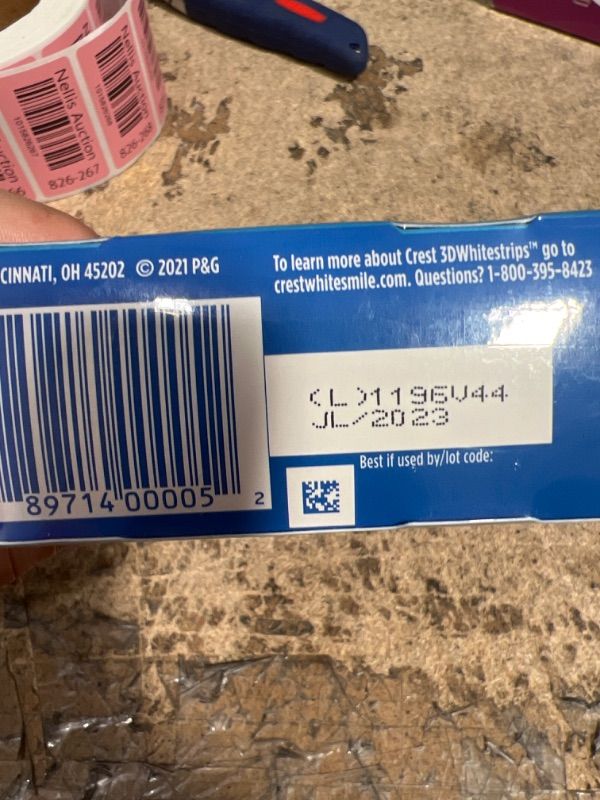 Nellis Auction
1015826267
826-267
Nellis Auction
826-268
CINNATI, OH 45202 © 2021 P&G
To learn more about Crest 3DWhitestrips™ go to
crestwhitesmile.com. Questions? 1-800-395-8423
(L)1196V44
JL/2023
Best if used by/lot code:
89714 00005 2